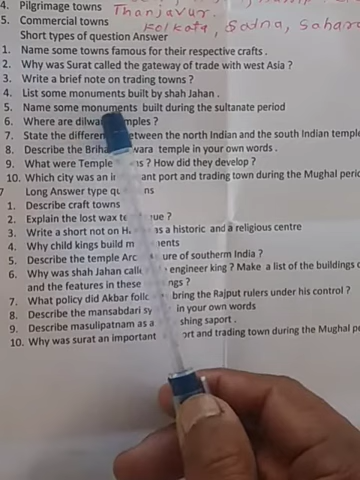 4. Pilgrimage towns Thanjavur.
5. Commercial towns Kolkata, Sadna, Sahara
Short types of question Answer
1. Name some towns famous for their respective crafts .
2. Why was Surat called the gateway of trade with west Asia ?
3. Write a brief note on trading towns ?
4. List some monuments built by shah Jahan .
5. Name some monuments built during the sultanate period
6. Where are dilwa mples ?
7. State the differen etween the north Indian and the south Indian temple
8. Describe the Briha wara temple in your own words .
9. What were Temple ns ? How did they develop ?
10. Which city was an i ant port and trading town during the Mughal peri
7 Long Answer type qu ns
1. Describe craft towns
2. Explain the lost wax te que ?
3. Write a short not on H as a historic and a religious centre
4. Why child kings build m ents
5. Describe the temple Arc ure of southerm India ?
6. Why was shah Jahan calle engineer king ? Make a list of the buildings
and the features in these ngs ?
7. What policy did Akbar follo bring the Rajput rulers under his control ?
8. Describe the mansabdari sy in your own words
9. Describe masulipatnam as a shing saport .
10. Why was surat an important ort and trading town during the Mughal p